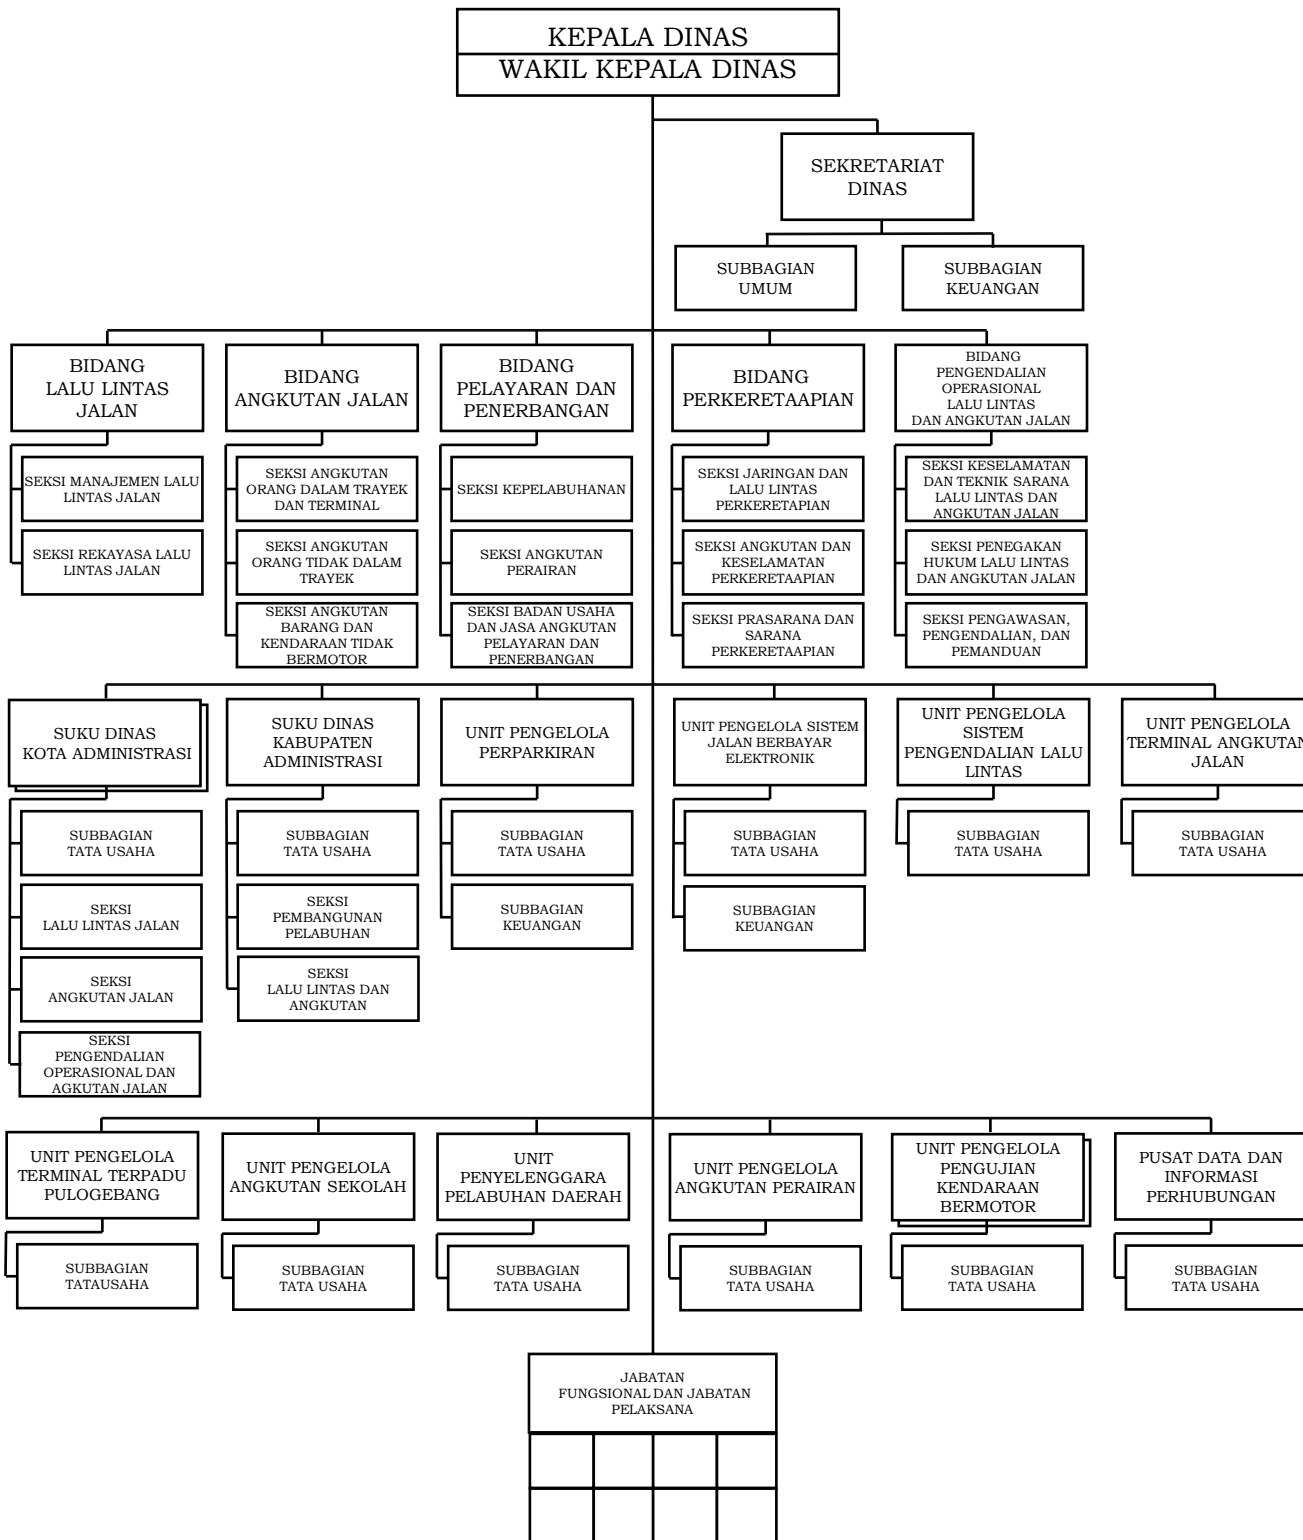 KEPALA DINAS
WAKIL KEPALA DINAS
SEKRETARIAT
DINAS
SUBBAGIAN
UMUM
SUBBAGIAN
KEUANGAN
BIDANG
LALU LINTAS
JALAN
BIDANG
ANGKUTAN JALAN
BIDANG
PELAYARAN DAN
PENERBANGAN
BIDANG
PERKERETAAPIAN
BIDANG
PENGENDALIAN
OPERASIONAL
LALU LINTAS
DAN ANGKUTAN JALAN
SEKSI MANAJEMEN LALU
LINTAS JALAN
SEKSI REKAYASA LALU
LINTAS JALAN
SEKSI ANGKUTAN
ORANG DALAM TRAYEK
DAN TERMINAL
SEKSI ANGKUTAN
ORANG TIDAK DALAM
TRAYEK
SEKSI ANGKUTAN
BARANG DAN
KENDARAAN TIDAK
BERMOTOR
SEKSI KEPELABUHANAN
SEKSI ANGKUTAN
PERAIRAN
SEKSI BADAN USAHA
DAN JASA ANGKUTAN
PELAYARAN DAN
PENERBANGAN
SEKSI JARINGAN DAN
LALU LINTAS
PERKERETAPIAN
SEKSI ANGKUTAN DAN
KESELAMATAN
PERKERETAAPIAN
SEKSI PRASARANA DAN
SARANA
PERKERETAAPIAN
SEKSI KESELAMATAN
DAN TEKNIK SARANA
LALU LINTAS DAN
ANGKUTAN JALAN
SEKSI PENEGAKAN
HUKUM LALU LINTAS
DAN ANGKUTAN JALAN
SEKSI PENGAWASAN,
PENGENDALIAN, DAN
PEMANDUAN
SUKU DINAS
KOTA ADMINISTRASI
SUKU DINAS
KABUPATEN
ADMINISTRASI
UNIT PENGELOLA
PERPARKIRAN
UNIT PENGELOLA SISTEM
JALAN BERBAYAR
ELEKTRONIK
UNIT PENGELOLA
SISTEM
PENGENDALIAN LALU
LINTAS
UNIT PENGELOLA
TERMINAL ANGKUTAN
JALAN
SUBBAGIAN
TATA USAHA
SEKSI
LALU LINTAS JALAN
SEKSI
ANGKUTAN JALAN
SEKSI
PENGENDALIAN
OPERASIONAL DAN
AGKUTAN JALAN
SUBBAGIAN
TATA USAHA
SEKSI
PEMBANGUNAN
PELABUHAN
SEKSI
LALU LINTAS DAN
ANGKUTAN
SUBBAGIAN
TATA USAHA
SUBBAGIAN
KEUANGAN
SUBBAGIAN
TATA USAHA
SUBBAGIAN
KEUANGAN
SUBBAGIAN
TATA USAHA
SUBBAGIAN
TATA USAHA
UNIT PENGELOLA
TERMINAL TERPADU
PULOGEBANG
UNIT PENGELOLA
ANGKUTAN SEKOLAH
UNIT
PENYELENGGARA
PELABUHAN DAERAH
UNIT PENGELOLA
ANGKUTAN PERAIRAN
UNIT PENGELOLA
PENGUJIAN
KENDARAAN
BERMOTOR
PUSAT DATA DAN
INFORMASI
PERHUBUNGAN
SUBBAGIAN
TATAUSAHA
SUBBAGIAN
TATA USAHA
SUBBAGIAN
TATA USAHA
SUBBAGIAN
TATA USAHA
SUBBAGIAN
TATA USAHA
SUBBAGIAN
TATA USAHA
JABATAN
FUNGSIONAL DAN JABATAN
PELAKSANA